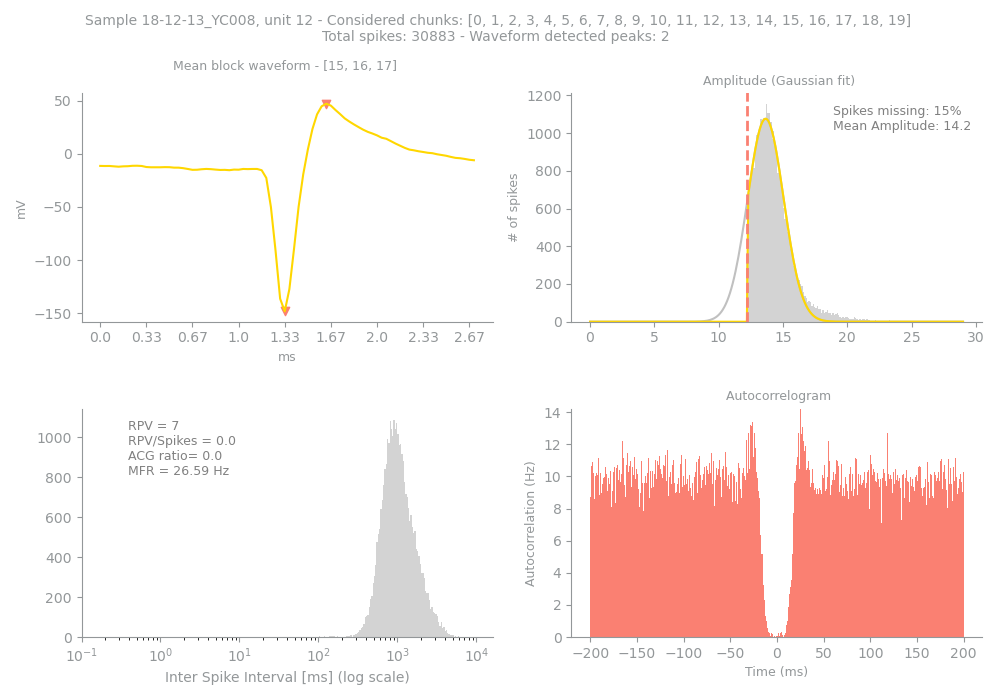 Sample 18-12-13_YC008, unit 12 - Considered chunks: [0, 1, 2, 3, 4, 5, 6, 7, 8, 9, 10, 11, 12, 13, 14, 15, 16, 17, 18, 19]
Total spikes: 30883 - Waveform detected peaks: 2
Mean block waveform - [15, 16, 17]
50
0
−50
−100
−150
mV
0.0 0.33 0.67 1.0 1.33 1.67 2.0 2.33 2.67
ms
Amplitude (Gaussian fit)
Spikes missing: 15%
Mean Amplitude: 14.2
1200
1000
800
600
400
200
0
# of spikes
0 5 10 15 20 25 30
RPV = 7
RPV/Spikes = 0.0
ACG ratio= 0.0
MFR = 26.59 Hz
1000
800
600
400
200
0
10⁻¹ 10⁰ 10¹ 10² 10³ 10⁴
Inter Spike Interval [ms] (log scale)
Autocorrelogram
14
12
10
8
6
4
2
0
Autocorrelation (Hz)
−200 −150 −100 −50 0 50 100 150 200
Time (ms)